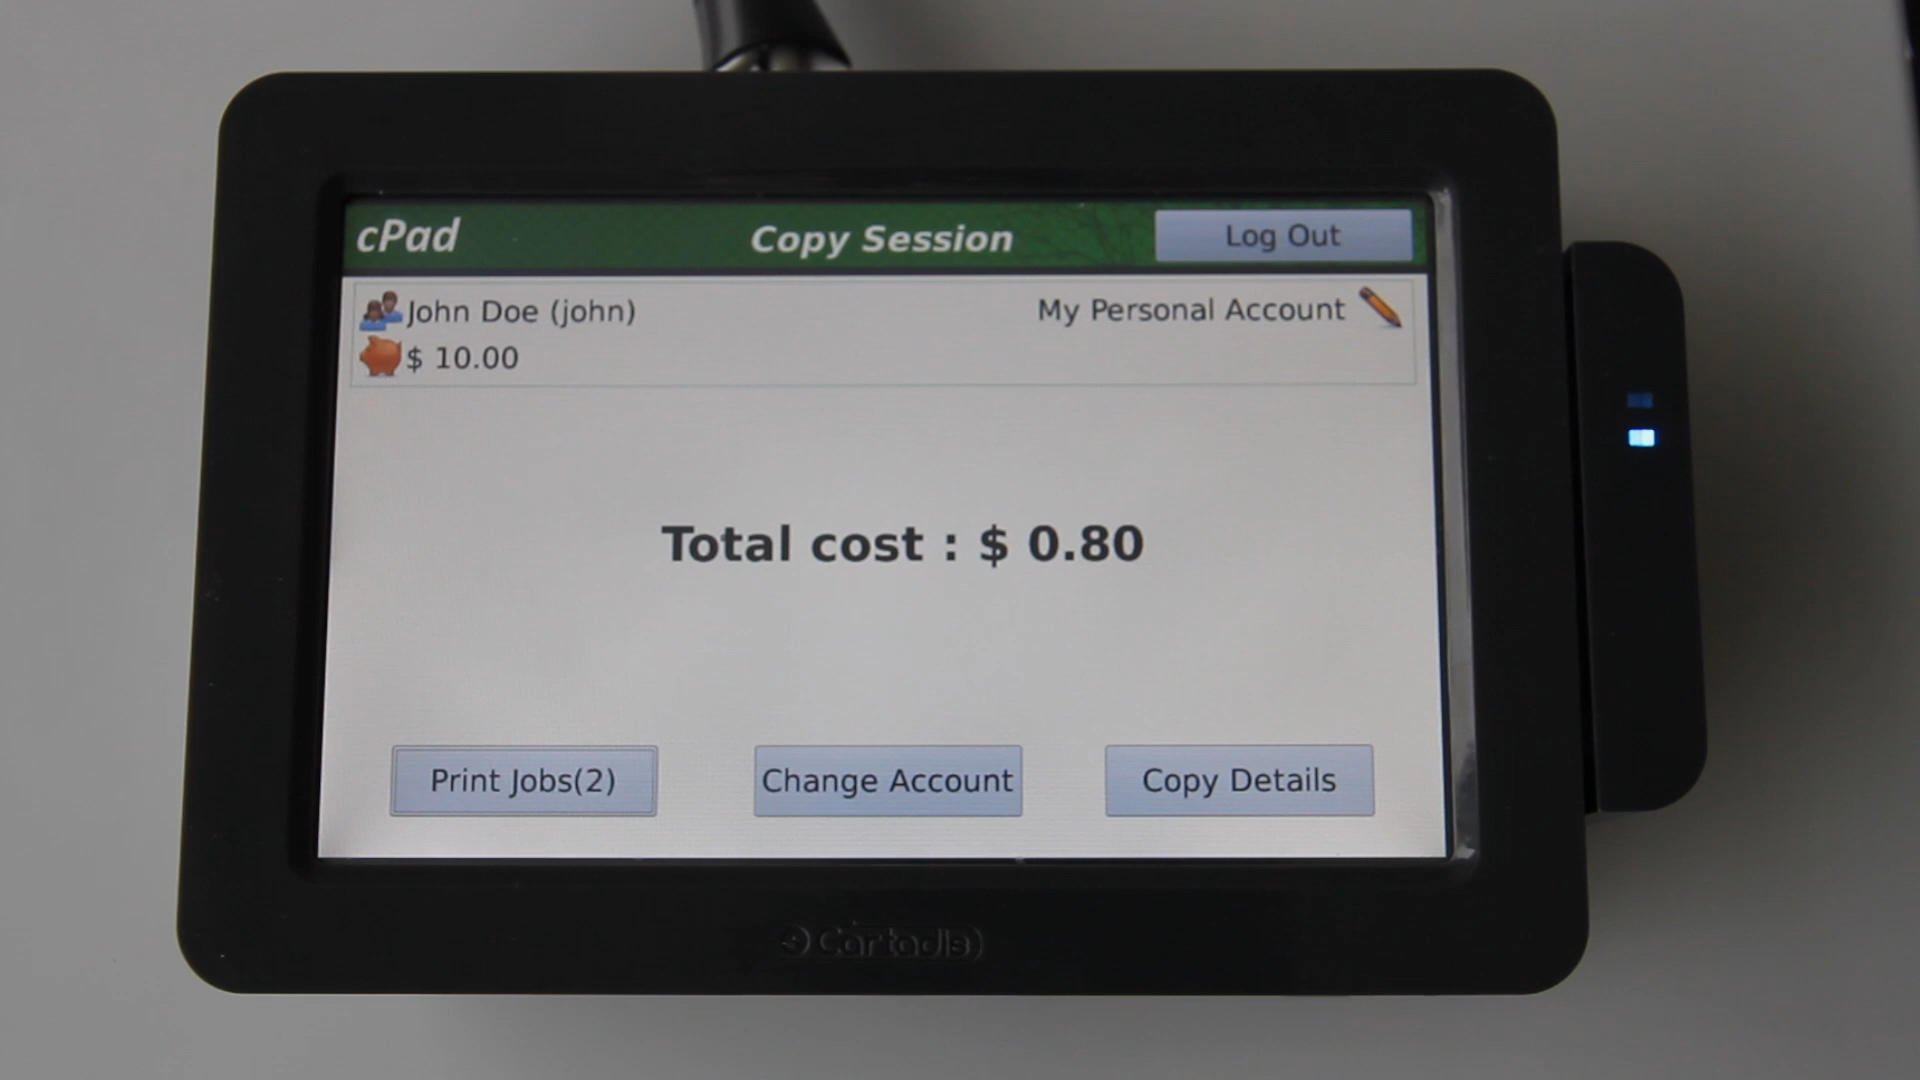 cPad
Copy Session
Log Out
John Doe (john)
My Personal Account
$ 10.00
Total cost : $ 0.80
Print Jobs(2)
Change Account
Copy Details
Cartadis